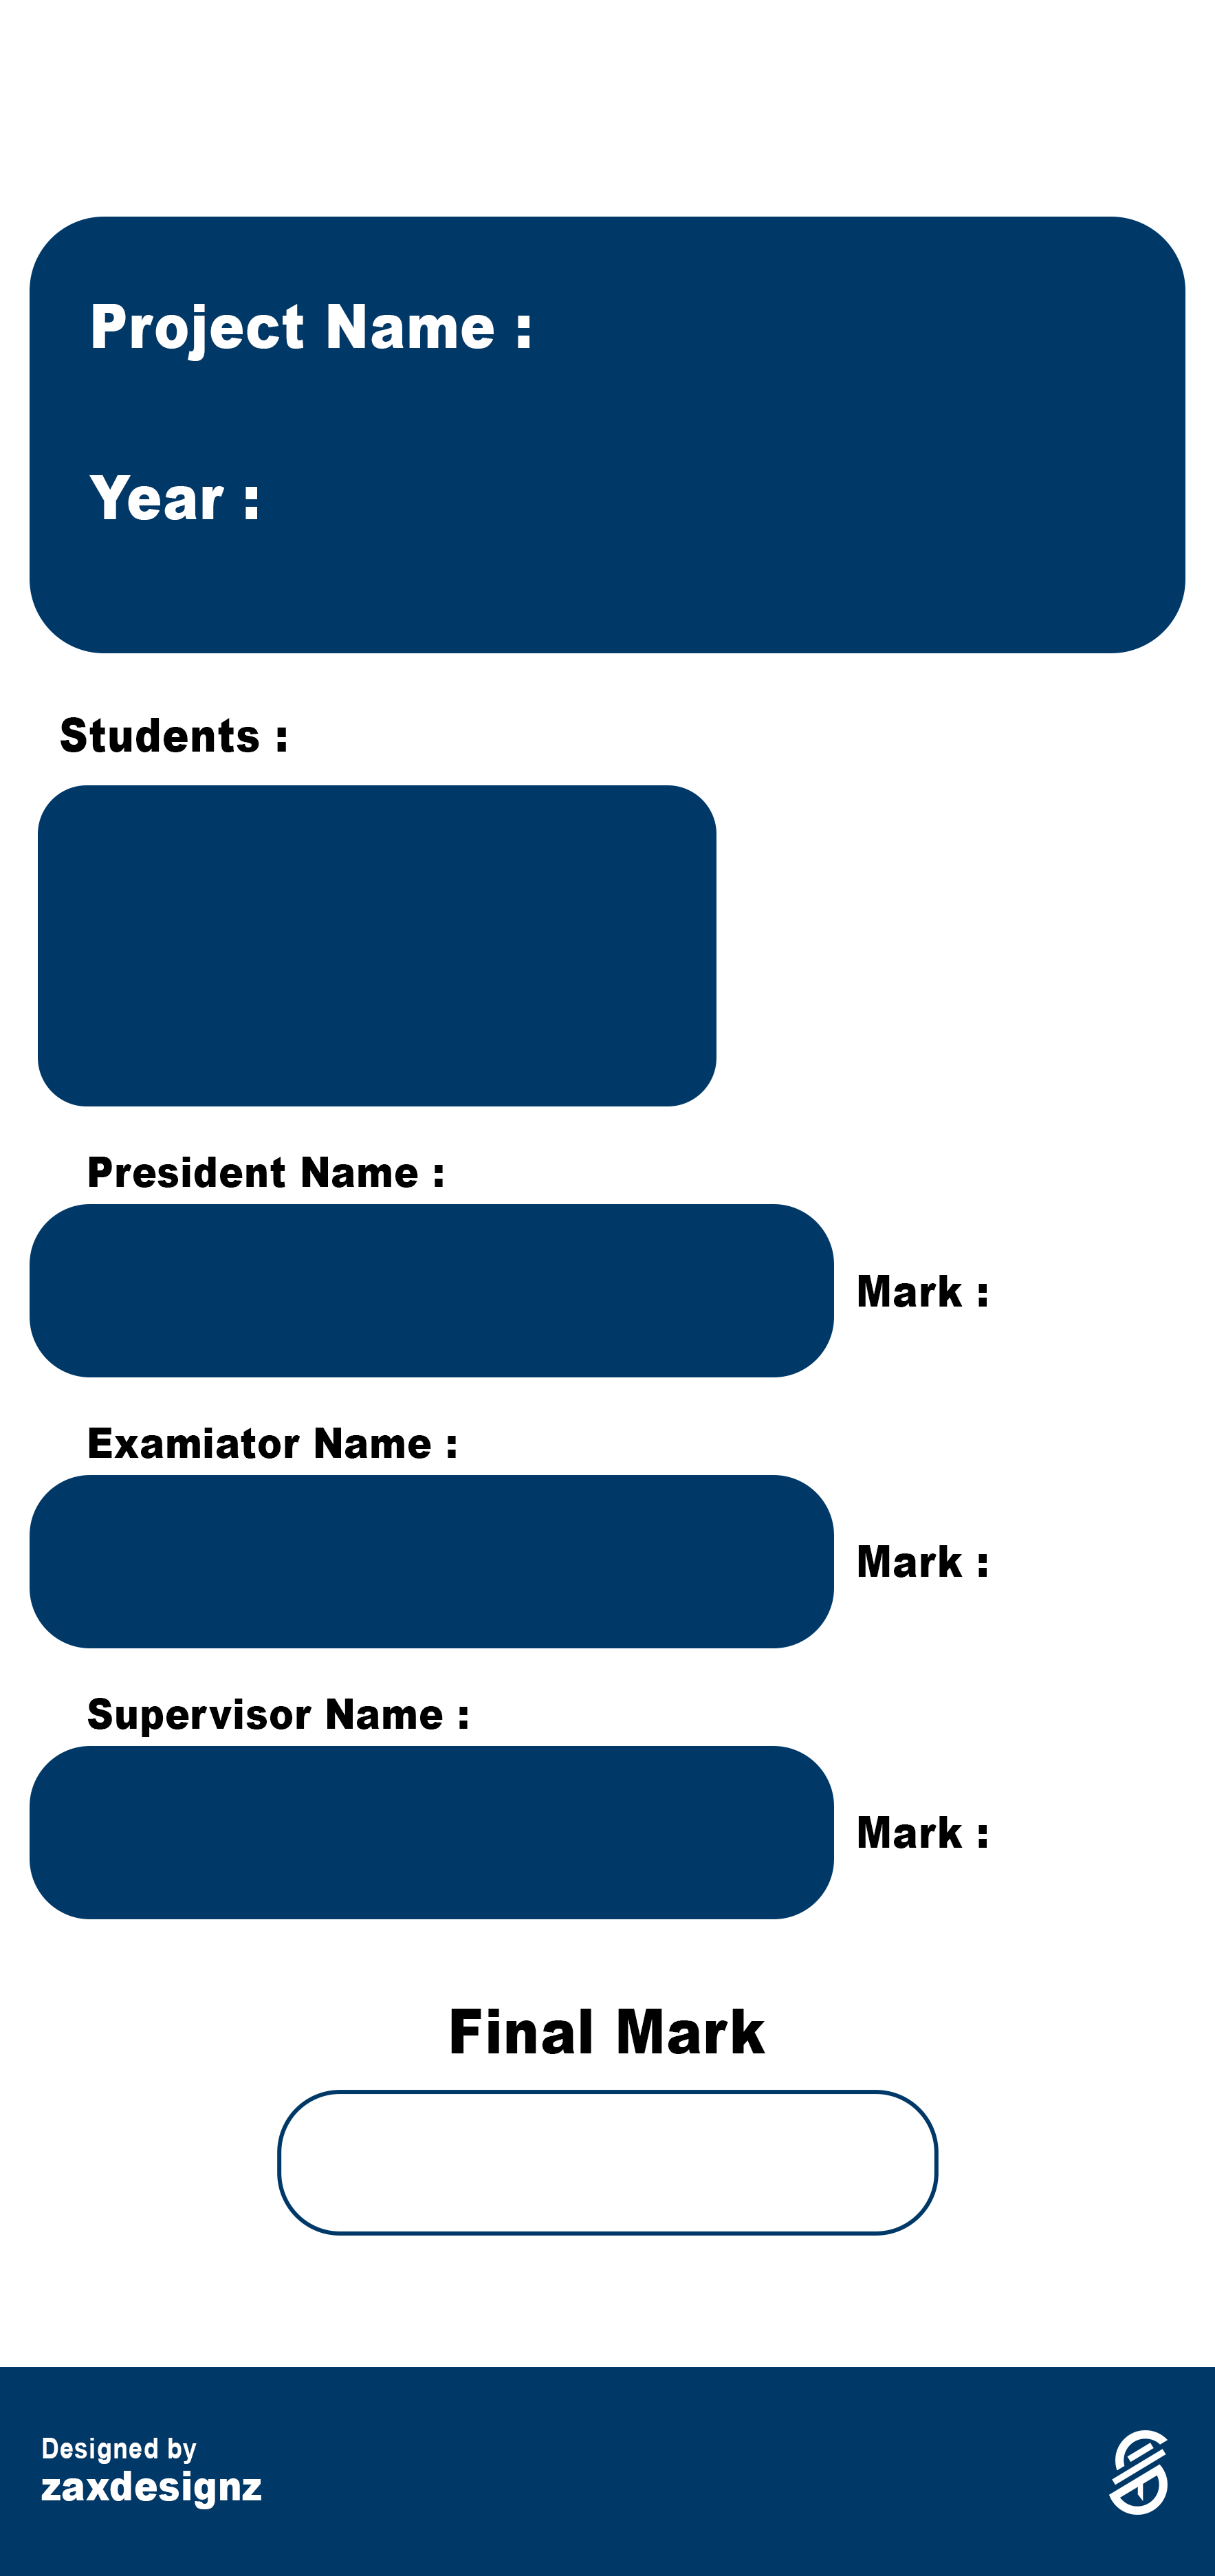 Project Name :
Year :
Students :
President Name :
Mark :
Examiator Name :
Mark :
Supervisor Name :
Mark :
Final Mark
Designed by
zaxdesignz